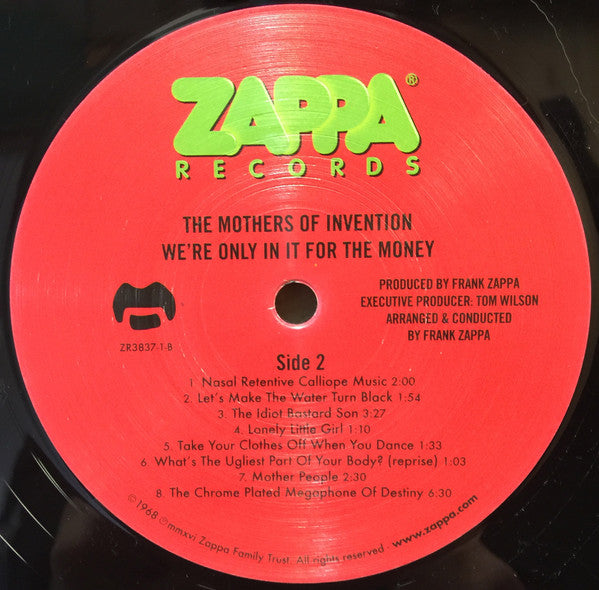 ZAPPA®
RECORDS
THE MOTHERS OF INVENTION
WE'RE ONLY IN IT FOR THE MONEY
PRODUCED BY FRANK ZAPPA
EXECUTIVE PRODUCER: TOM WILSON
ARRANGED & CONDUCTED
BY FRANK ZAPPA
ZR3837-1-B
Side 2
1. Nasal Retentive Calliope Music 2:00
2. Let's Make The Water Turn Black 1:54
3. The Idiot Bastard Son 3:27
4. Lonely Little Girl 1:10
5. Take Your Clothes Off When You Dance 1:33
6. What's The Ugliest Part Of Your Body? (reprise) 1:03
7. Mother People 2:30
8. The Chrome Plated Megaphone Of Destiny 6:30
©1968 ℗mmxvi Zappa Family Trust. All rights reserved · www.zappa.com